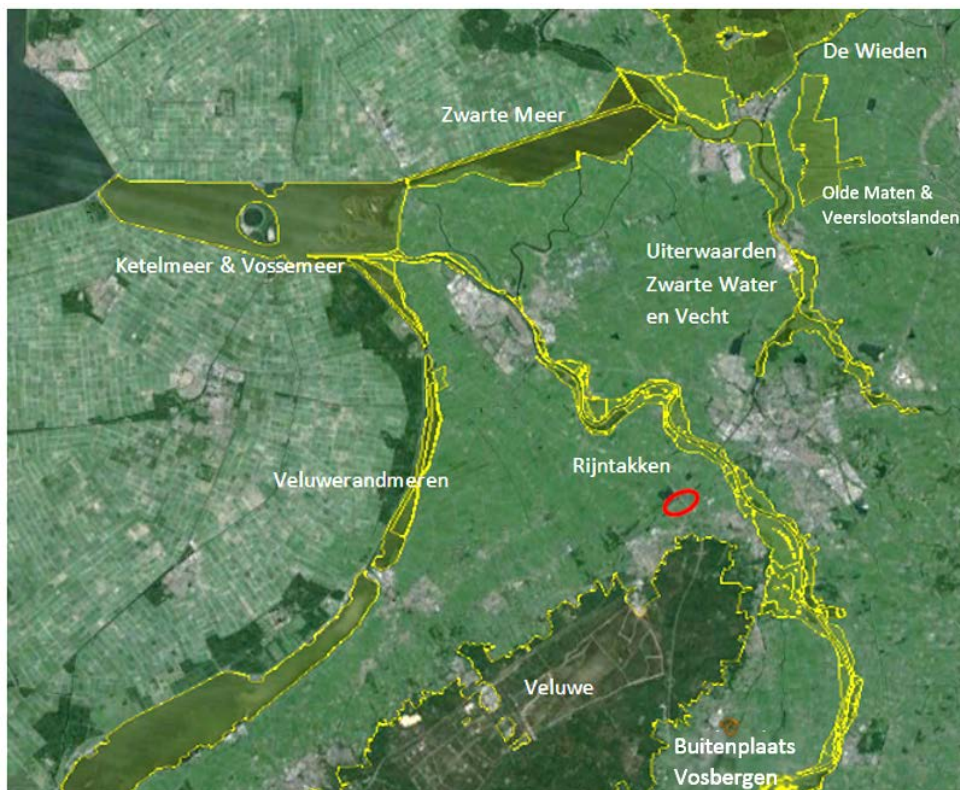 De Wieden
Zwarte Meer
Olde Maten &
Veerslootslanden
Uiterwaarden
Zwarte Water
en Vecht
Ketelmeer & Vossemeer
Rijntakken
Veluwerandmeren
Veluwe
Buitenplaats
Vosbergen